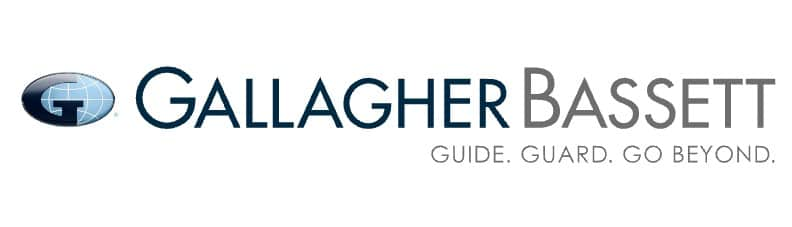 G GALLAGHER BASSETT
GUIDE. GUARD. GO BEYOND.